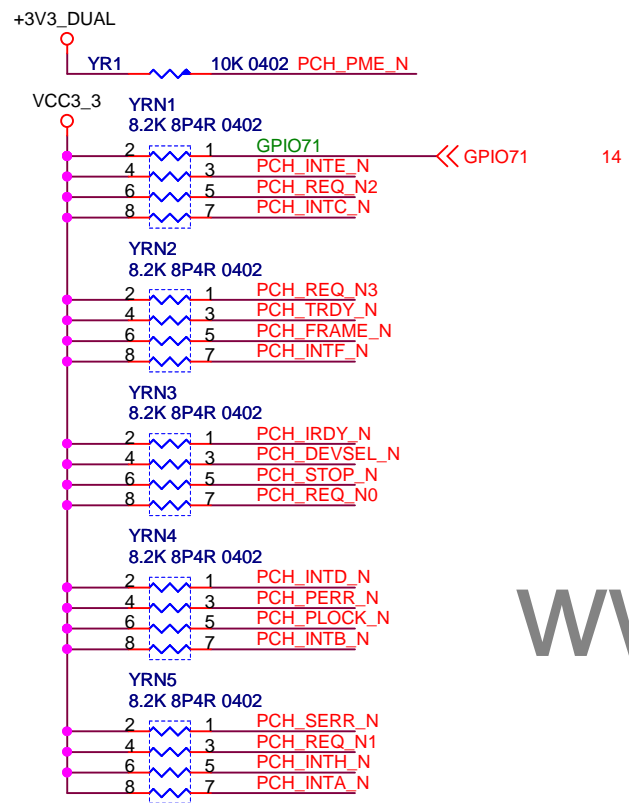 +3V3_DUAL
YR1 10K 0402 PCH_PME_N
VCC3_3
YRN1
8.2K 8P4R 0402
2 1 GPIO71 GPIO71 14
4 3 PCH_INTE_N
6 5 PCH_REQ_N2
8 7 PCH_INTC_N
YRN2
8.2K 8P4R 0402
2 1 PCH_REQ_N3
4 3 PCH_TRDY_N
6 5 PCH_FRAME_N
8 7 PCH_INTF_N
YRN3
8.2K 8P4R 0402
2 1 PCH_IRDY_N
4 3 PCH_DEVSEL_N
6 5 PCH_STOP_N
8 7 PCH_REQ_N0
YRN4
8.2K 8P4R 0402
2 1 PCH_INTD_N
4 3 PCH_PERR_N
6 5 PCH_PLOCK_N
8 7 PCH_INTB_N
YRN5
8.2K 8P4R 0402
2 1 PCH_SERR_N
4 3 PCH_REQ_N1
6 5 PCH_INTH_N
8 7 PCH_INTA_N